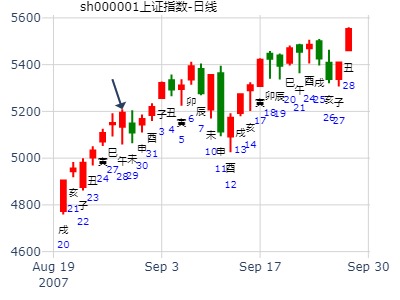 sh000001上证指数-日线
5600
5400
5200
5000
4800
4600
戌
20
亥
21
子
22
丑
23
寅
24
巳
27
午
28
未
29
申
30
酉
31
子
3
丑
4
寅
5
卯
6
辰
7
未
10
申
11
酉
12
戌
13
亥
14
寅
17
卯
18
辰
19
巳
20
午
21
酉
24
戌
25
亥
26
子
27
丑
28
Aug 19
2007
Sep 3
Sep 17
Sep 30